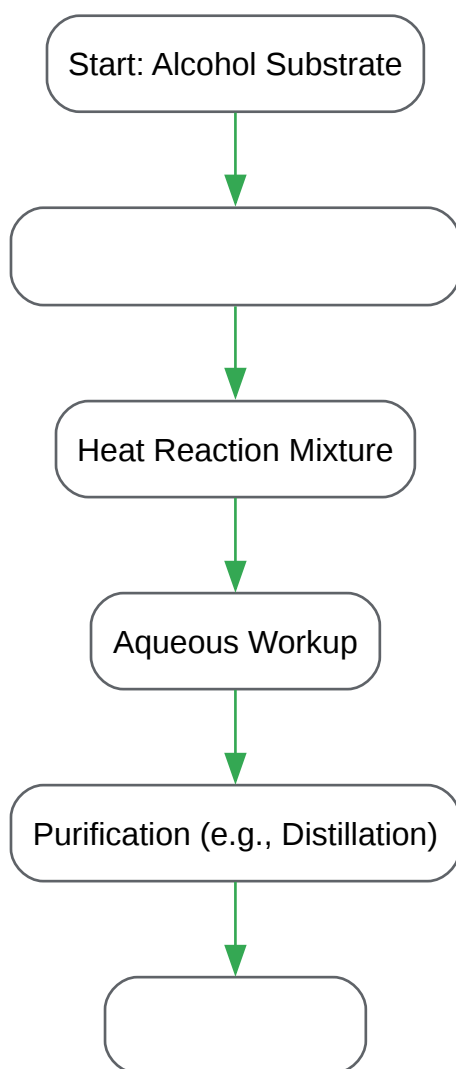 Start: Alcohol Substrate
Heat Reaction Mixture
Aqueous Workup
Purification (e.g., Distillation)